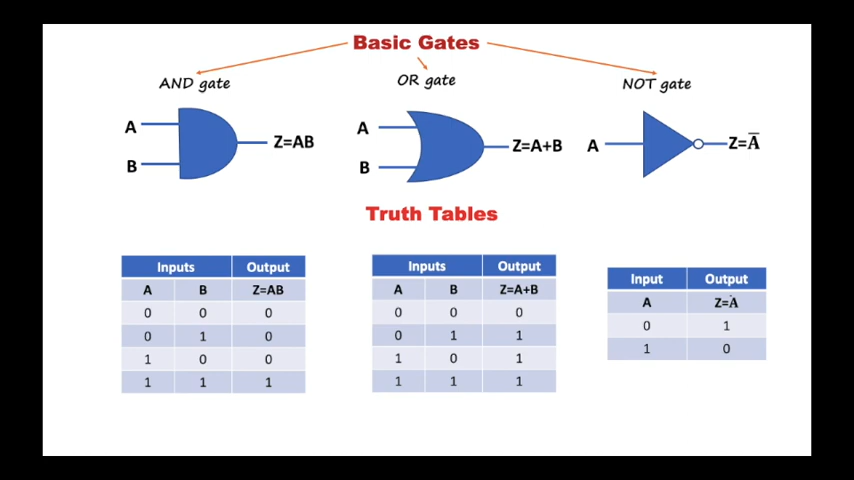 Basic Gates
AND gate
OR gate
NOT gate
A
B
Z=AB
A
B
Z=A+B
A
Z=A̅
Truth Tables
Inputs Output
A B Z=AB
0 0 0
0 1 0
1 0 0
1 1 1
Inputs Output
A B Z=A+B
0 0 0
0 1 1
1 0 1
1 1 1
Input Output
A Z=A̅
0 1
1 0